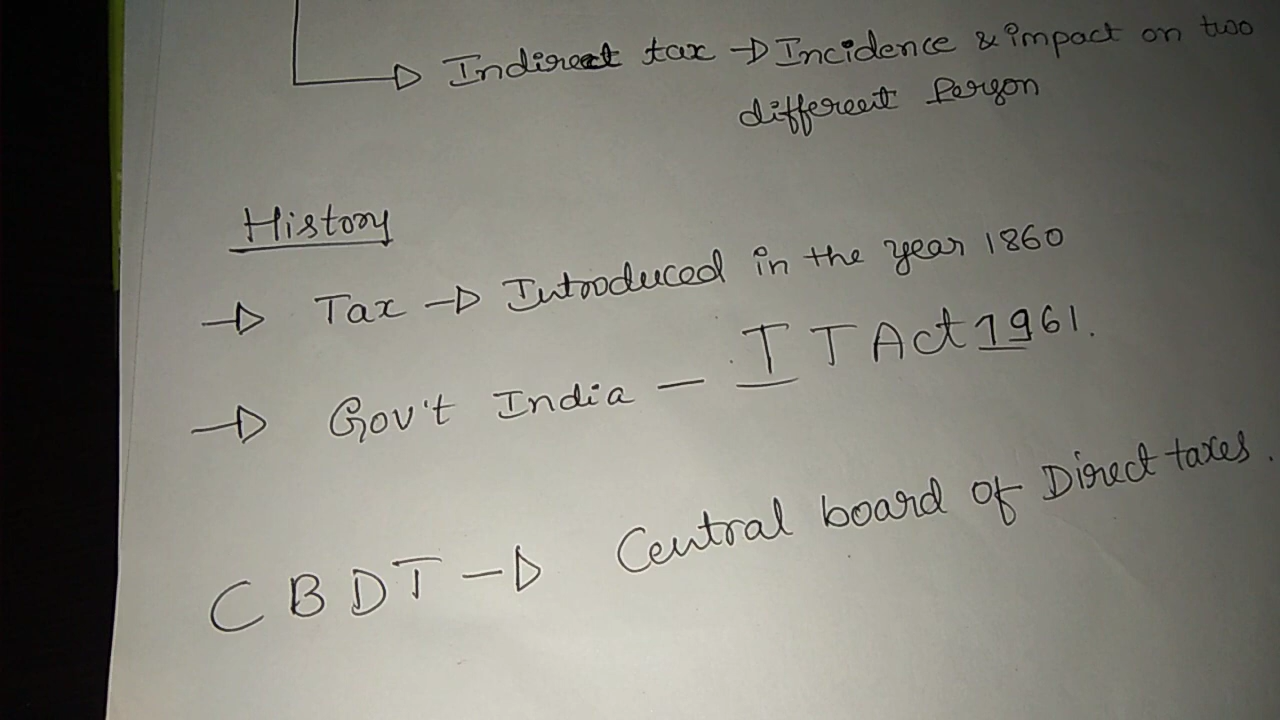 Indirect tax → Incidence & impact on two
different Person
History
→ Tax → Introduced in the year 1860
→ Gov't India – IT Act 1961.
CBDT → Central board of Direct taxes.